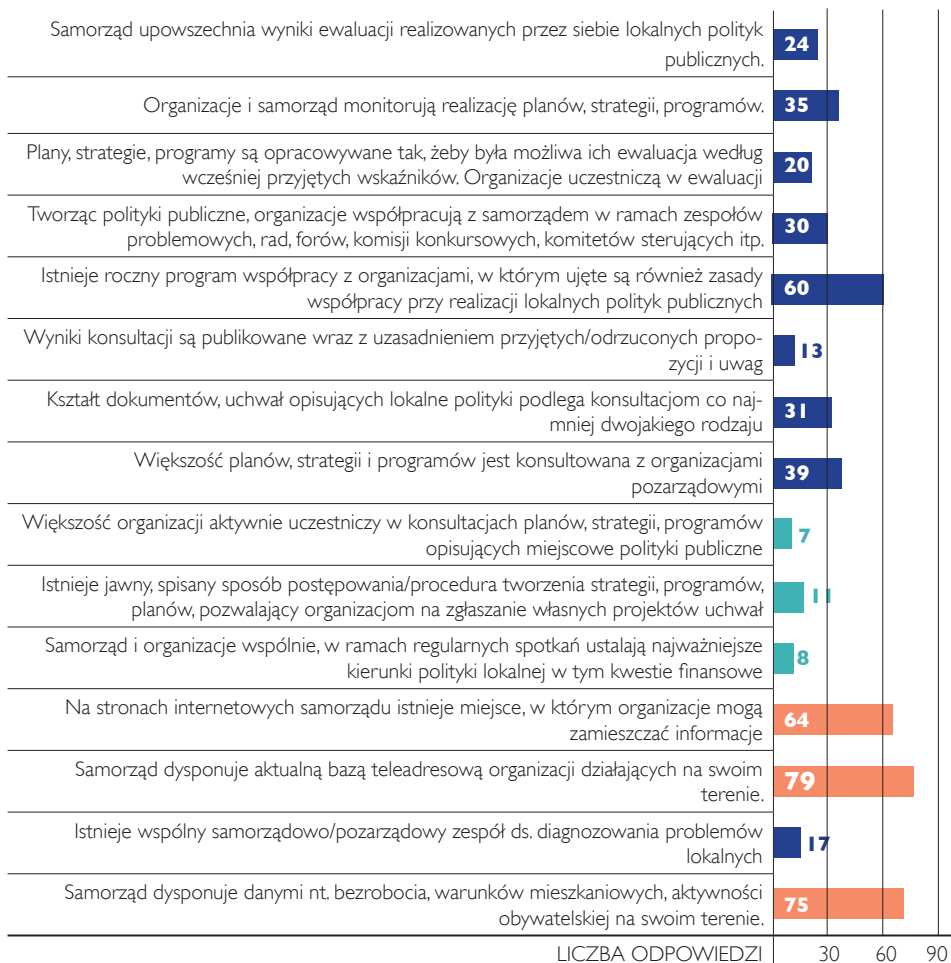 Samorząd upowszechnia wyniki ewaluacji realizowanych przez siebie lokalnych polityk
publicznych.
24
Organizacje i samorząd monitorują realizację planów, strategii, programów.
35
Plany, strategie, programy są opracowywane tak, żeby była możliwa ich ewaluacja według
wcześniej przyjętych wskaźników. Organizacje uczestniczą w ewaluacji
20
Tworząc polityki publiczne, organizacje współpracują z samorządem w ramach zespołów
problemowych, rad, forów, komisji konkursowych, komitetów sterujących itp.
30
Istnieje roczny program współpracy z organizacjami, w którym ujęte są również zasady
współpracy przy realizacji lokalnych polityk publicznych
60
Wyniki konsultacji są publikowane wraz z uzasadnieniem przyjętych/odrzuconych propo-
zycji i uwag
13
Kształt dokumentów, uchwał opisujących lokalne polityki podlega konsultacjom co naj-
mniej dwojakiego rodzaju
31
Większość planów, strategii i programów jest konsultowana z organizacjami
pozarządowymi
39
Większość organizacji aktywnie uczestniczy w konsultacjach planów, strategii, programów
opisujących miejscowe polityki publiczne
7
Istnieje jawny, spisany sposób postępowania/procedura tworzenia strategii, programów,
planów, pozwalający organizacjom na zgłaszanie własnych projektów uchwał
11
Samorząd i organizacje wspólnie, w ramach regularnych spotkań ustalają najważniejsze
kierunki polityki lokalnej w tym kwestie finansowe
8
Na stronach internetowych samorządu istnieje miejsce, w którym organizacje mogą
zamieszczać informacje
64
Samorząd dysponuje aktualną bazą teleadresową organizacji działających na swoim
terenie.
79
Istnieje wspólny samorządowo/pozarządowy zespół ds. diagnozowania problemów
lokalnych
17
Samorząd dysponuje danymi nt. bezrobocia, warunków mieszkaniowych, aktywności
obywatelskiej na swoim terenie.
75
LICZBA ODPOWIEDZI 30 60 90